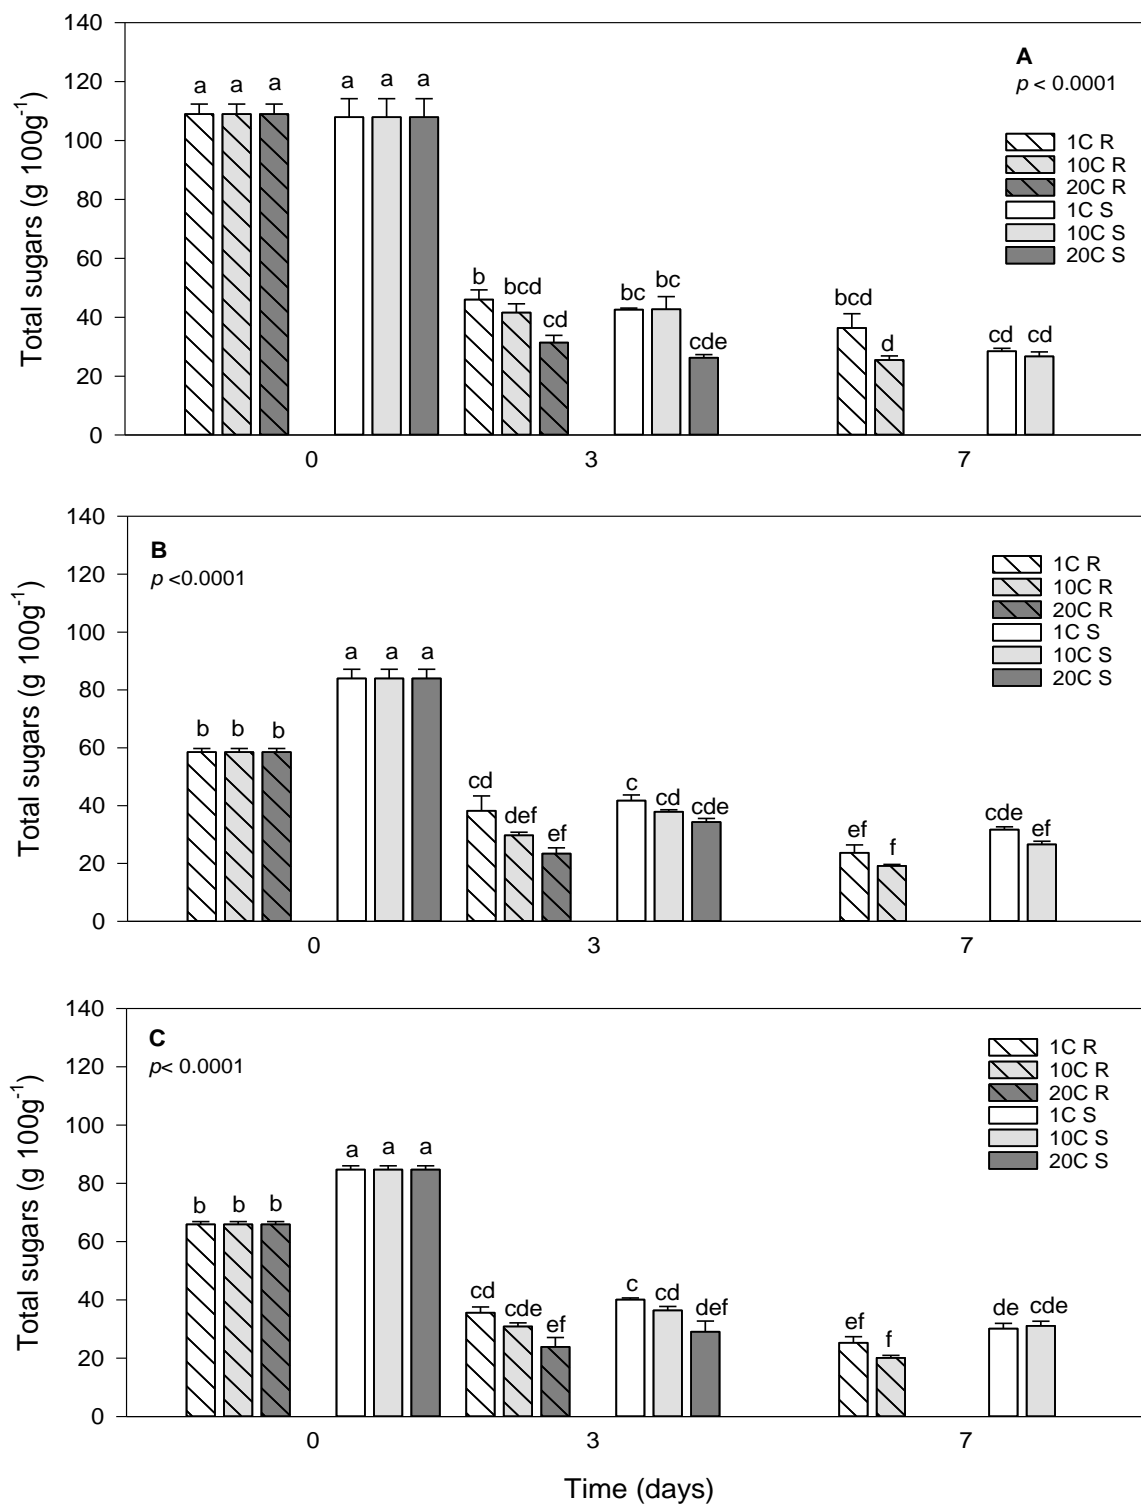 Total sugars (g 100g⁻¹)
140
120
100
80
60
40
20
0
A
p < 0.0001
1C R
10C R
20C R
1C S
10C S
20C S
a a a a a a
b bcd cd bc bc cde
bcd d cd cd
0 3 7
Total sugars (g 100g⁻¹)
140
120
100
80
60
40
20
0
B
p <0.0001
1C R
10C R
20C R
1C S
10C S
20C S
b b b a a a
cd def ef c cd cde
ef f cde ef
0 3 7
Total sugars (g 100g⁻¹)
140
120
100
80
60
40
20
0
C
p< 0.0001
1C R
10C R
20C R
1C S
10C S
20C S
b b b a a a
cd cde ef c cd def
ef f de cde
0 3 7
Time (days)